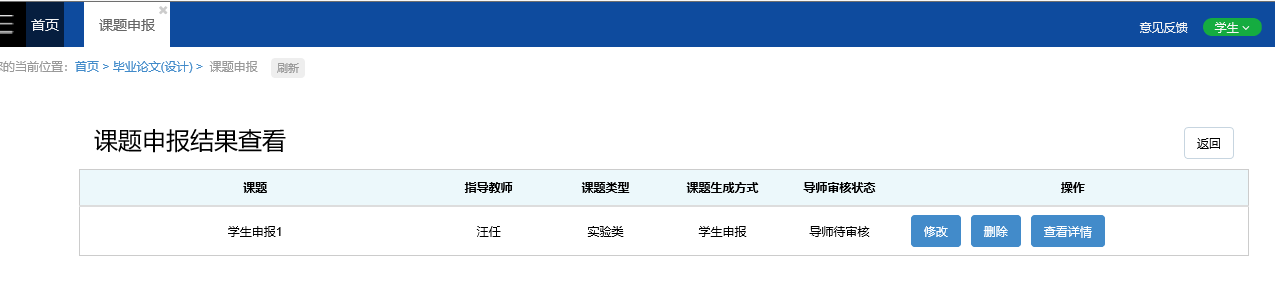 首页 课题申报 意见反馈 学生
的当前位置： 首页 > 毕业论文(设计) > 课题申报 刷新
课题申报结果查看 返回
课题 指导教师 课题类型 课题生成方式 导师审核状态 操作
学生申报1 汪任 实验类 学生申报 导师待审核 修改 删除 查看详情